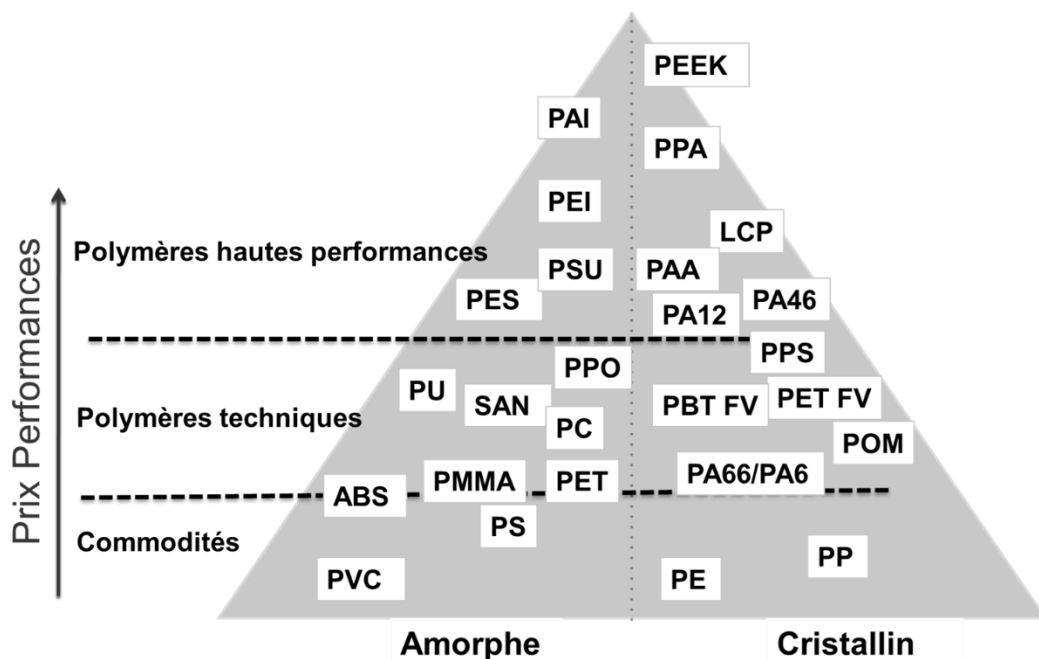 PEEK
PAI
PPA
PEI
LCP
Polymères hautes performances
PSU
PAA
PES
PA12
PA46
PPS
PPO
PU
SAN
PBT FV
PET FV
Polymères techniques
PC
POM
PMMA
PET
PA66/PA6
ABS
PS
Commodités
PP
PVC
PE
Amorphe
Cristallin
Prix Performances